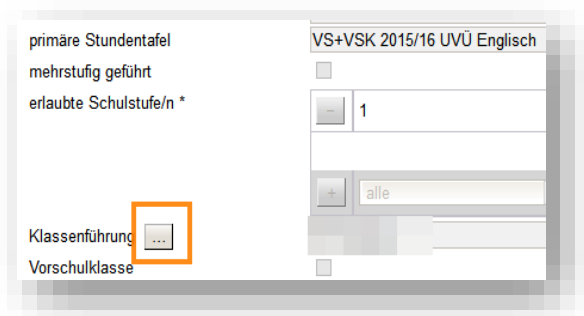 primäre Stundentafel VS+VSK 2015/16 UVÜ Englisch
mehrstufig geführt
erlaubte Schulstufe/n * - 1
+ alle
Klassenführung ...
Vorschulklasse